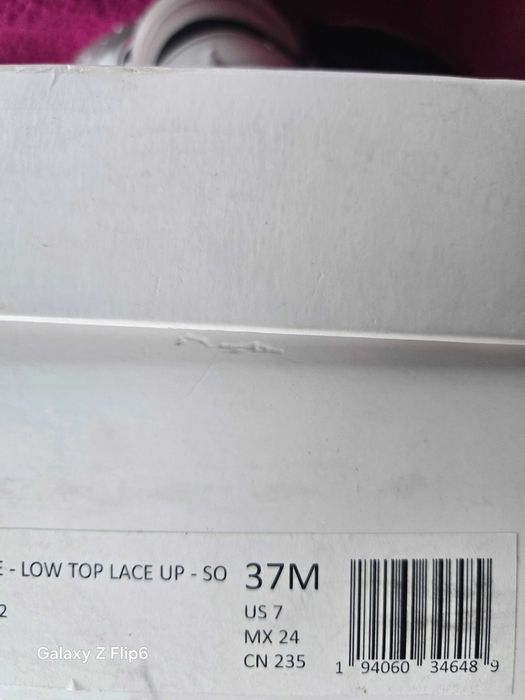 E - LOW TOP LACE UP - SO 37M
2 US 7
MX 24
CN 235
1 94060 34648 9
Galaxy Z Flip6